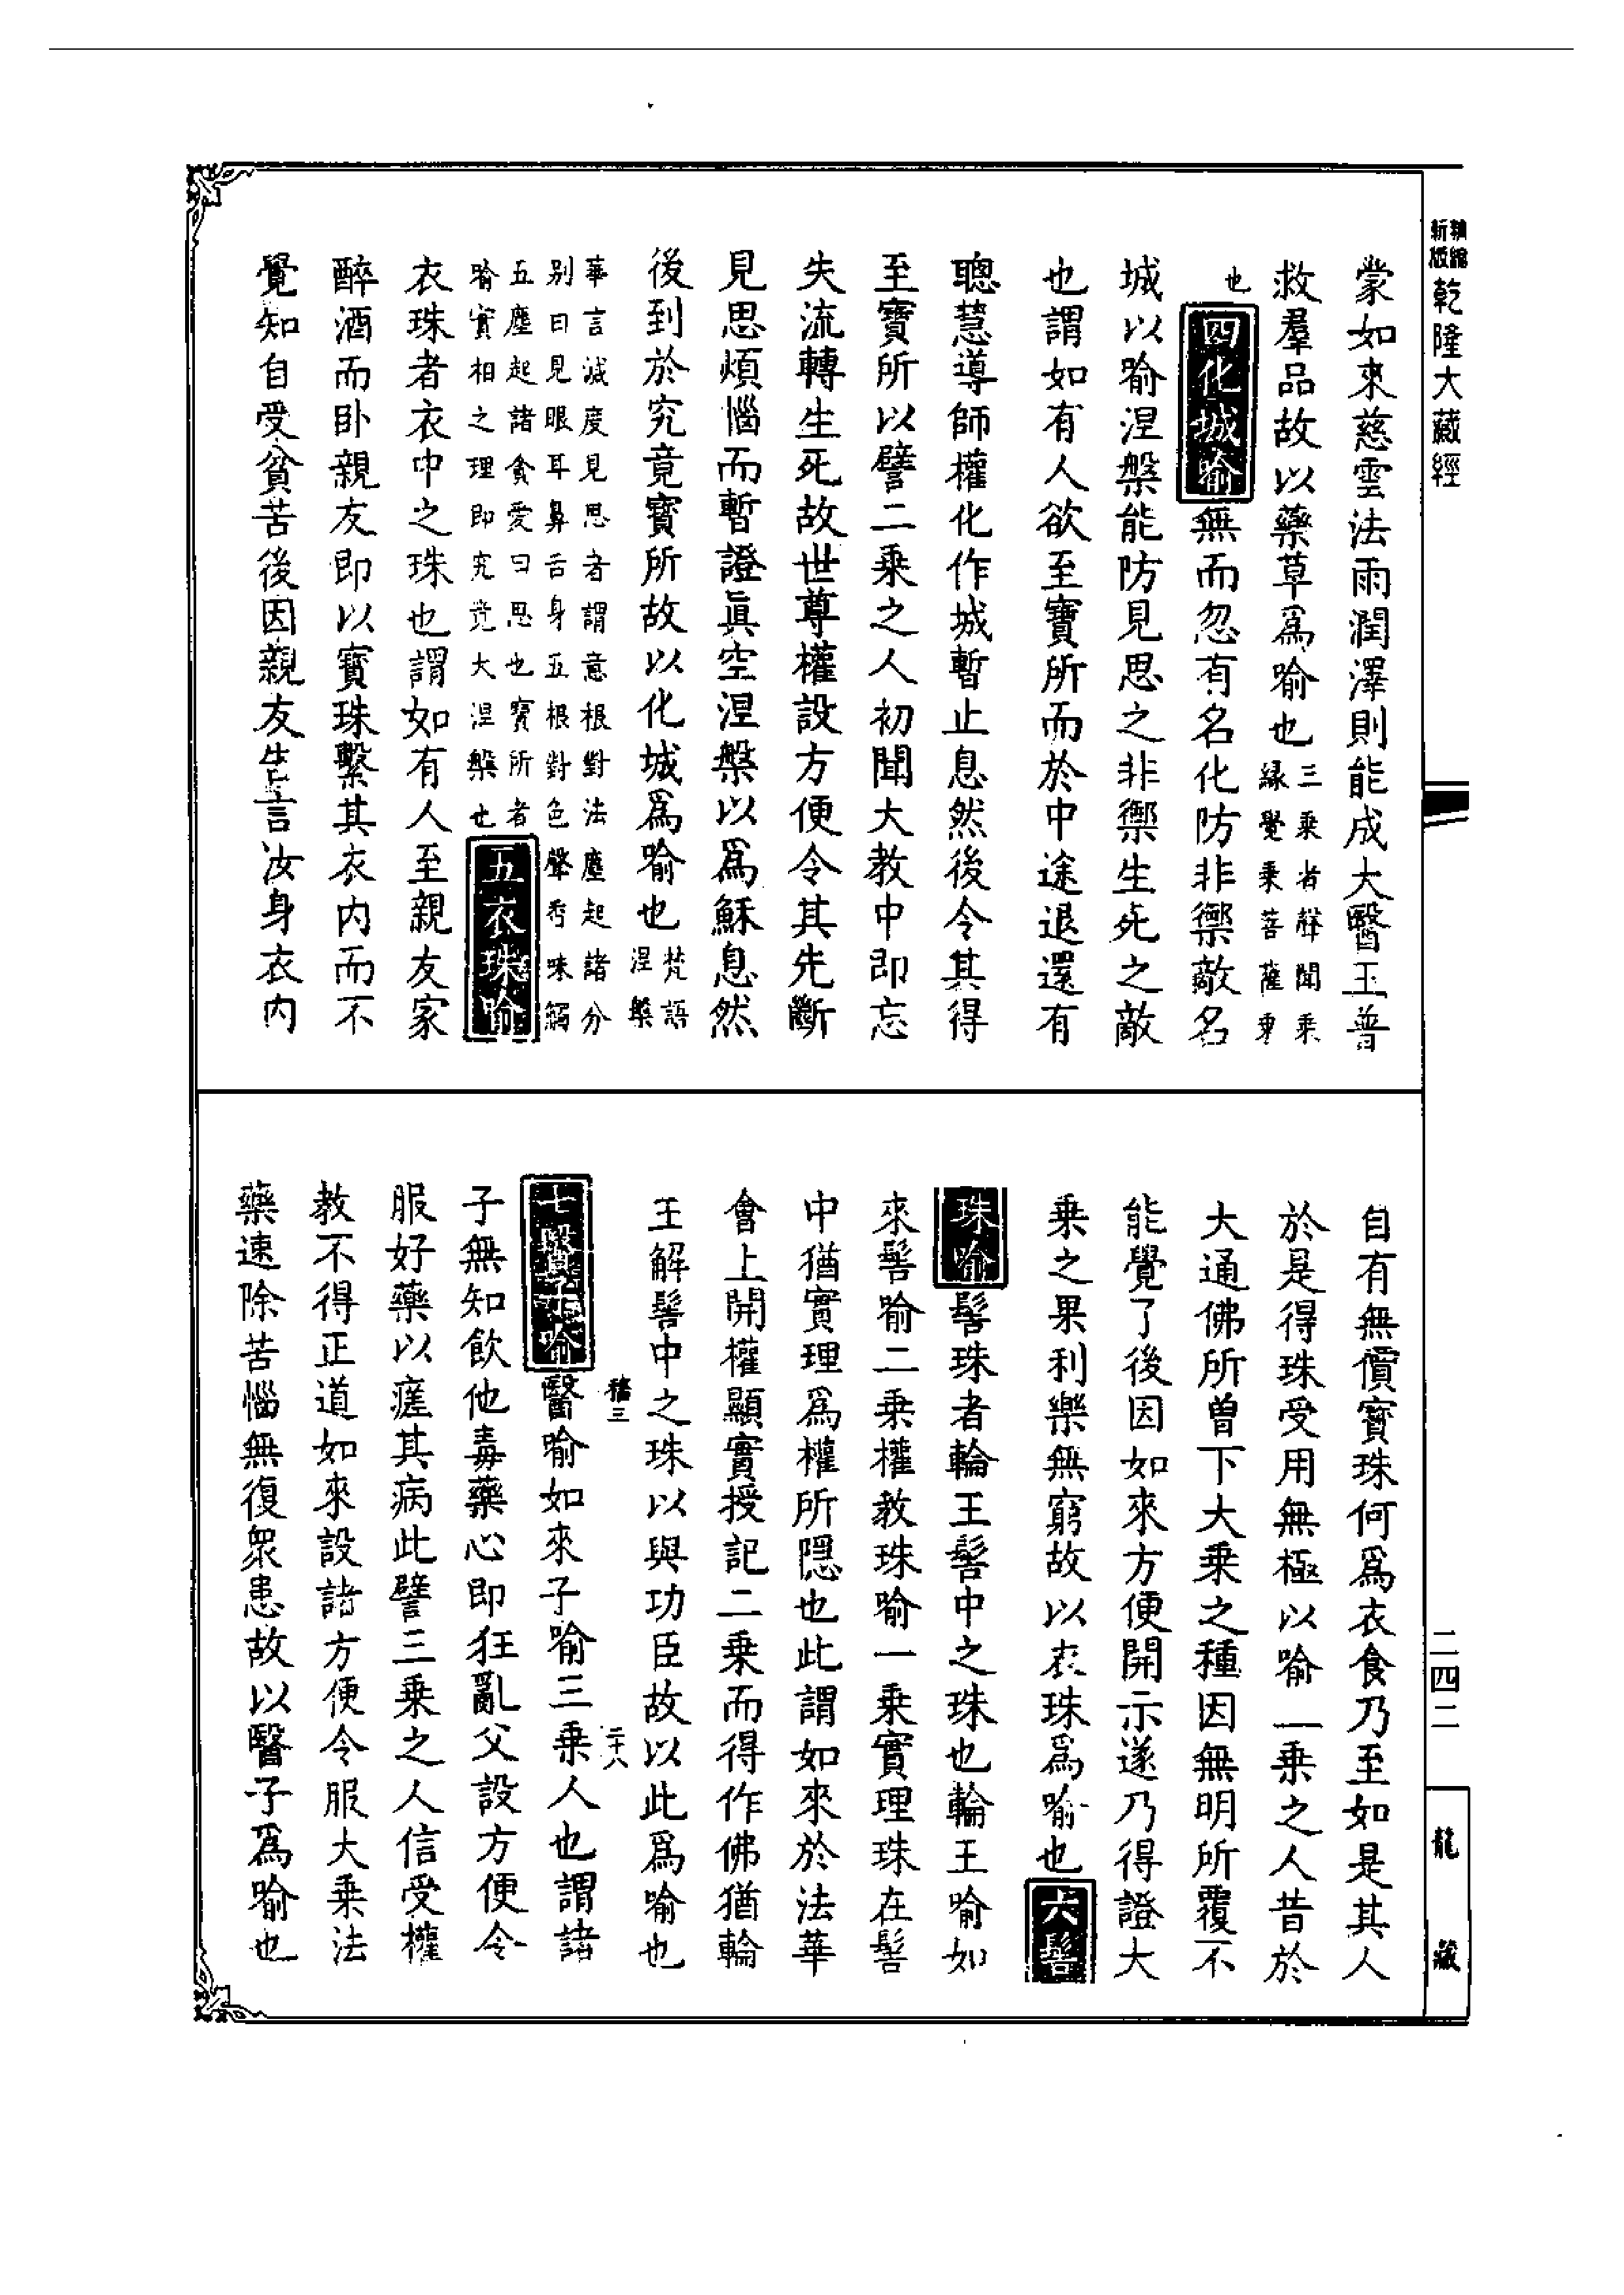 新編縮版乾隆大藏經
蒙如來慈雲法雨潤澤則能成大醫王普
救羣品故以藥草爲喻也三乘者聲聞乘緣覺乘菩薩乘
也四化城喻無而忽有名化防非禦敵名
城以喻涅槃能防見思之非禦生死之敵
也謂如有人欲至寶所而於中途退還有
聰慧導師權化作城暫止息然後令其得
至寶所以譬二乘之人初聞大教中即忘
失流轉生死故世尊權設方便令其先斷
見思煩惱而暫證眞空涅槃以爲穌息然
後到於究竟寶所故以化城爲喻也梵語涅槃
華言滅度見思者謂意根對法塵起諸分
别曰見眼耳鼻舌身五根對色聲香味觸
五塵起諸貪愛曰思也寶所者
喻實相之理即究竟大涅槃也五衣珠喻
衣珠者衣中之珠也謂如有人至親友家
醉酒而卧親友即以寶珠繫其衣内而不
覺知自受貧苦後因親友告言汝身衣内
自有無價寶珠何爲衣食乃至如是其人
於是得珠受用無極以喻一乘之人昔於
大通佛所曾下大乘之種因無明所覆不
能覺了後因如來方便開示遂乃得證大
乘之果利樂無窮故以衣珠爲喻也六髻
珠喻髻珠者輪王髻中之珠也輪王喻如
來髻喻二乘權教珠喻一乘實理珠在髻
中猶實理爲權所隱也此謂如來於法華
會上開權顯實授記二乘而得作佛猶輪
王解髻中之珠以與功臣故以此爲喻也
三 二十八
七醫子喻醫喻如來子喻三乘人也謂諸
子無知飲他毒藥心即狂亂父設方便令
服好藥以瘥其病此譬三乘之人信受權
教不得正道如來設諸方便令服大乘法
藥速除苦惱無復衆患故以醫子爲喻也
二四二
龍藏